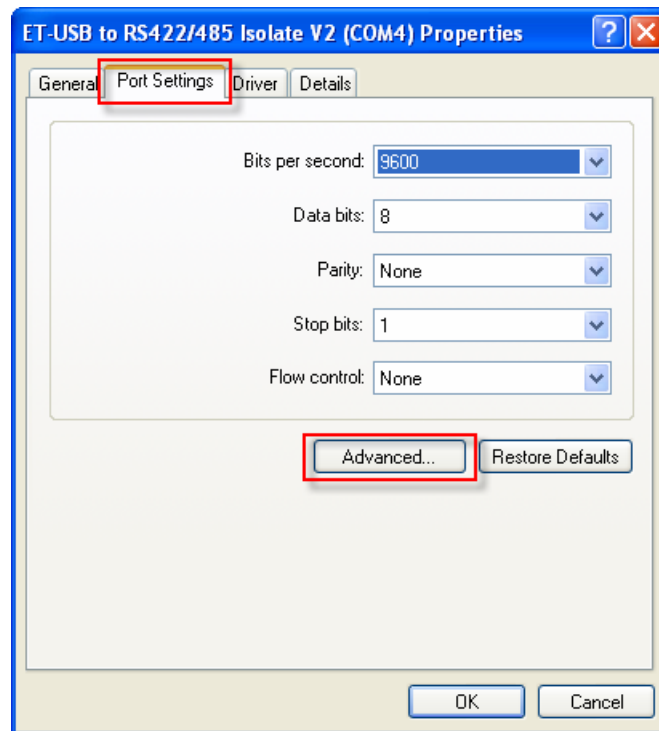 ET-USB to RS422/485 Isolate V2 (COM4) Properties
General Port Settings Driver Details
Bits per second: 9600
Data bits: 8
Parity: None
Stop bits: 1
Flow control: None
Advanced... Restore Defaults
OK Cancel